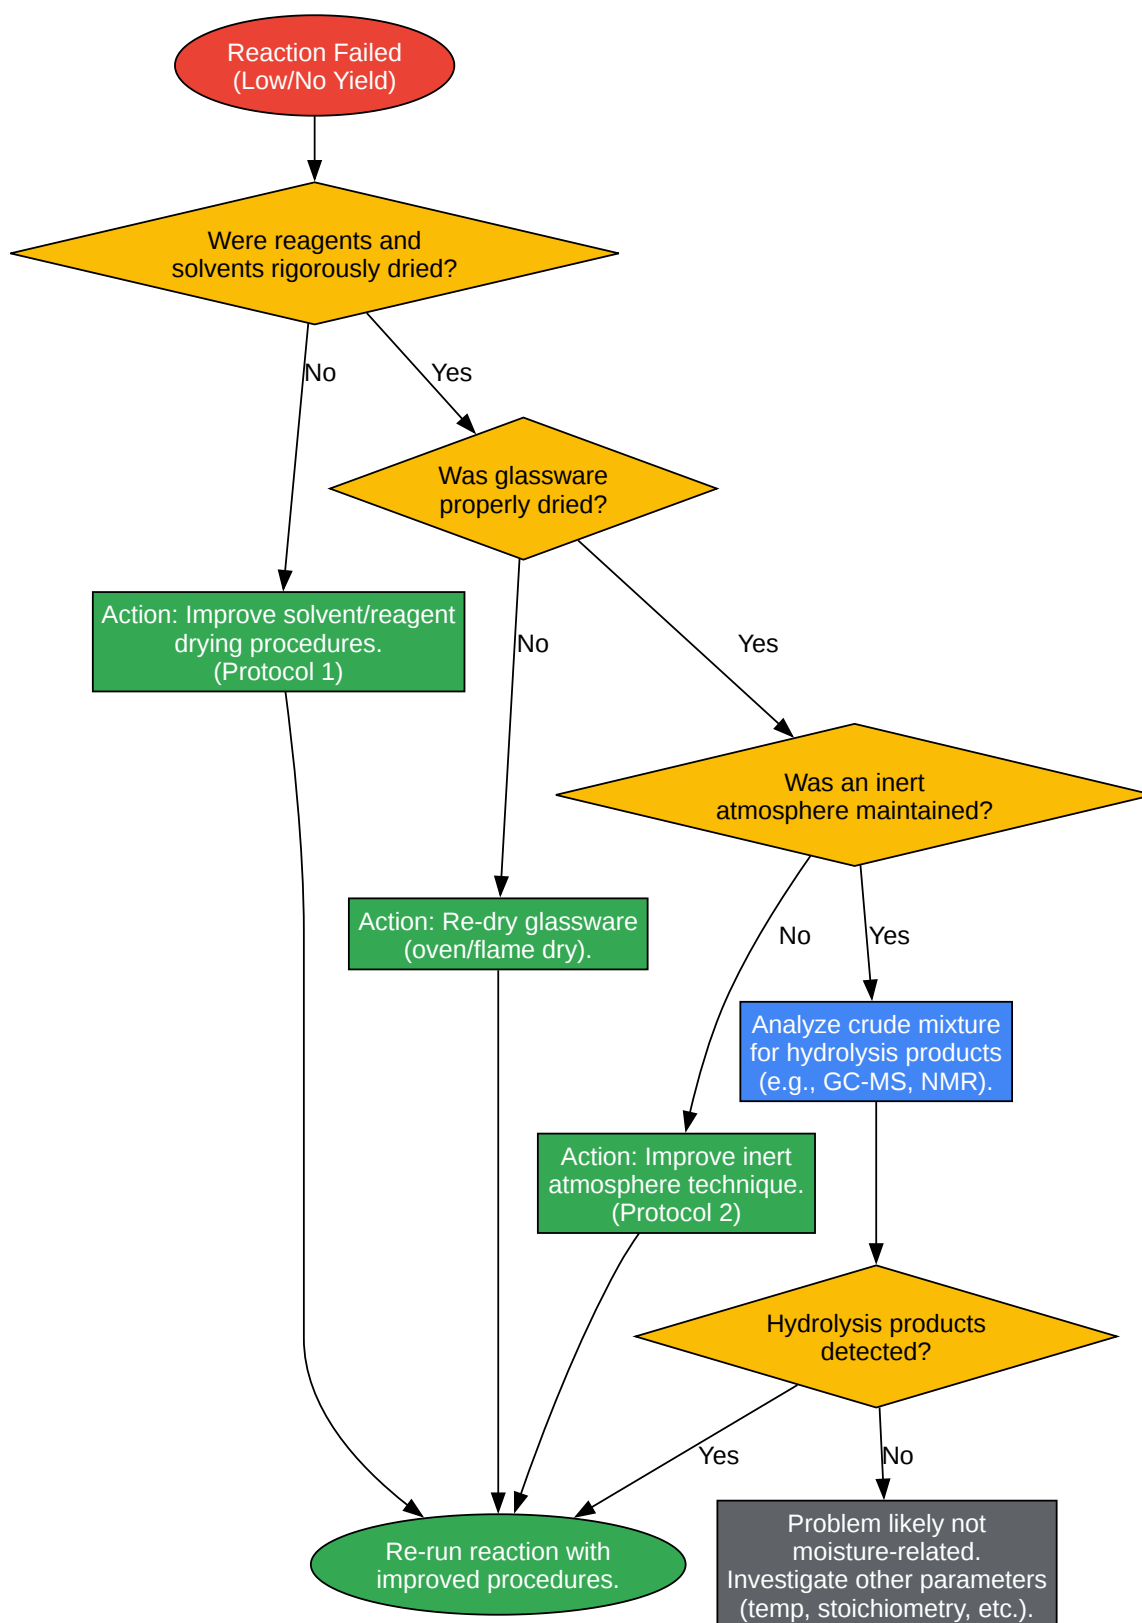 Reaction Failed
(Low/No Yield)
Were reagents and
solvents rigorously dried?
No
Yes
Was glassware
properly dried?
Action: Improve solvent/reagent
drying procedures.
(Protocol 1)
No
Yes
Was an inert
atmosphere maintained?
Action: Re-dry glassware
(oven/flame dry).
No
Yes
Analyze crude mixture
for hydrolysis products
(e.g., GC-MS, NMR).
Action: Improve inert
atmosphere technique.
(Protocol 2)
Hydrolysis products
detected?
Yes
No
Re-run reaction with
improved procedures.
Problem likely not
moisture-related.
Investigate other parameters
(temp, stoichiometry, etc.).